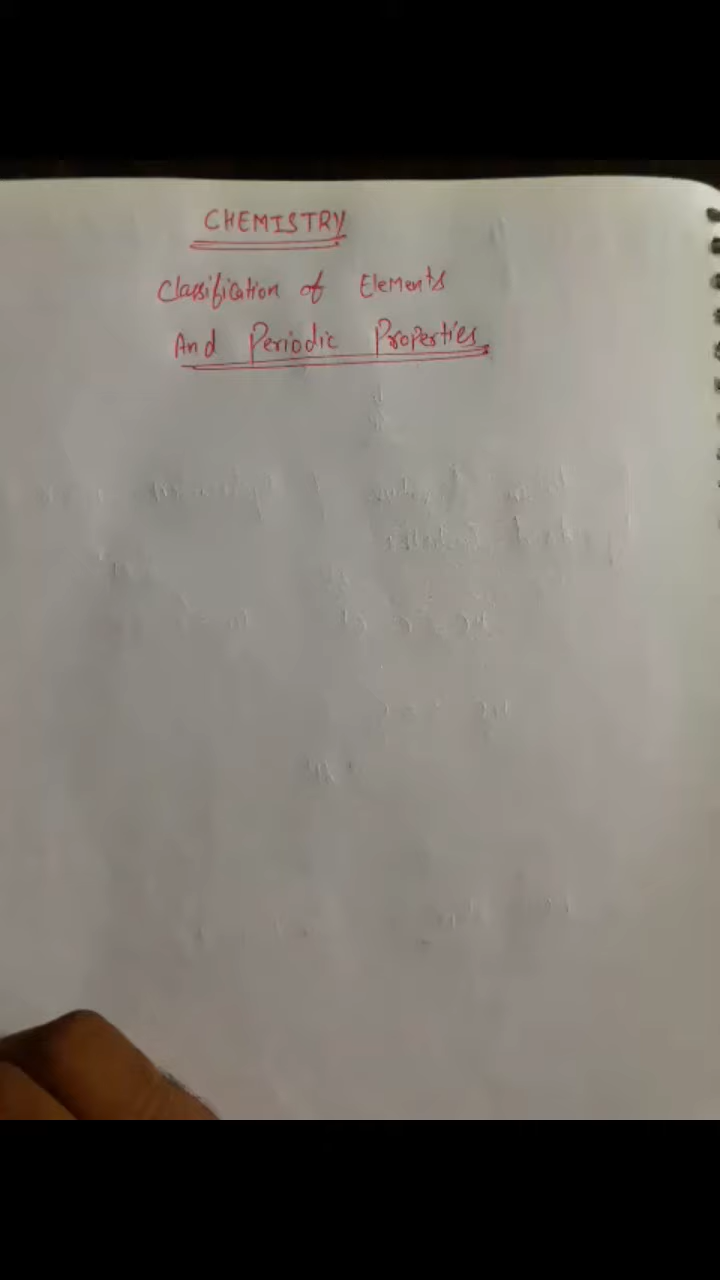 CHEMISTRY
Classification of Elements
And Periodic Properties